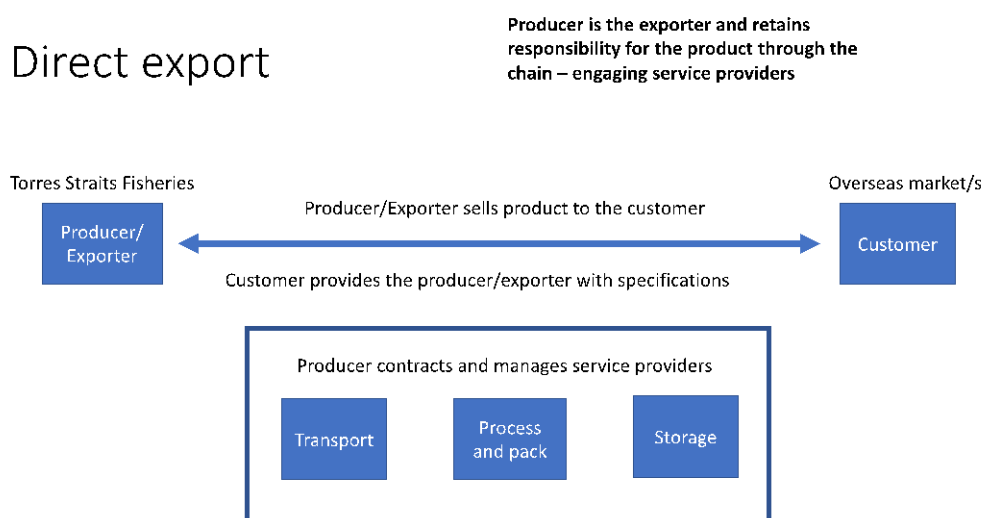 Direct export
Producer is the exporter and retains
responsibility for the product through the
chain – engaging service providers
Torres Straits Fisheries
Overseas market/s
Producer/
Exporter
Producer/Exporter sells product to the customer
Customer
Customer provides the producer/exporter with specifications
Producer contracts and manages service providers
Transport
Process
and pack
Storage